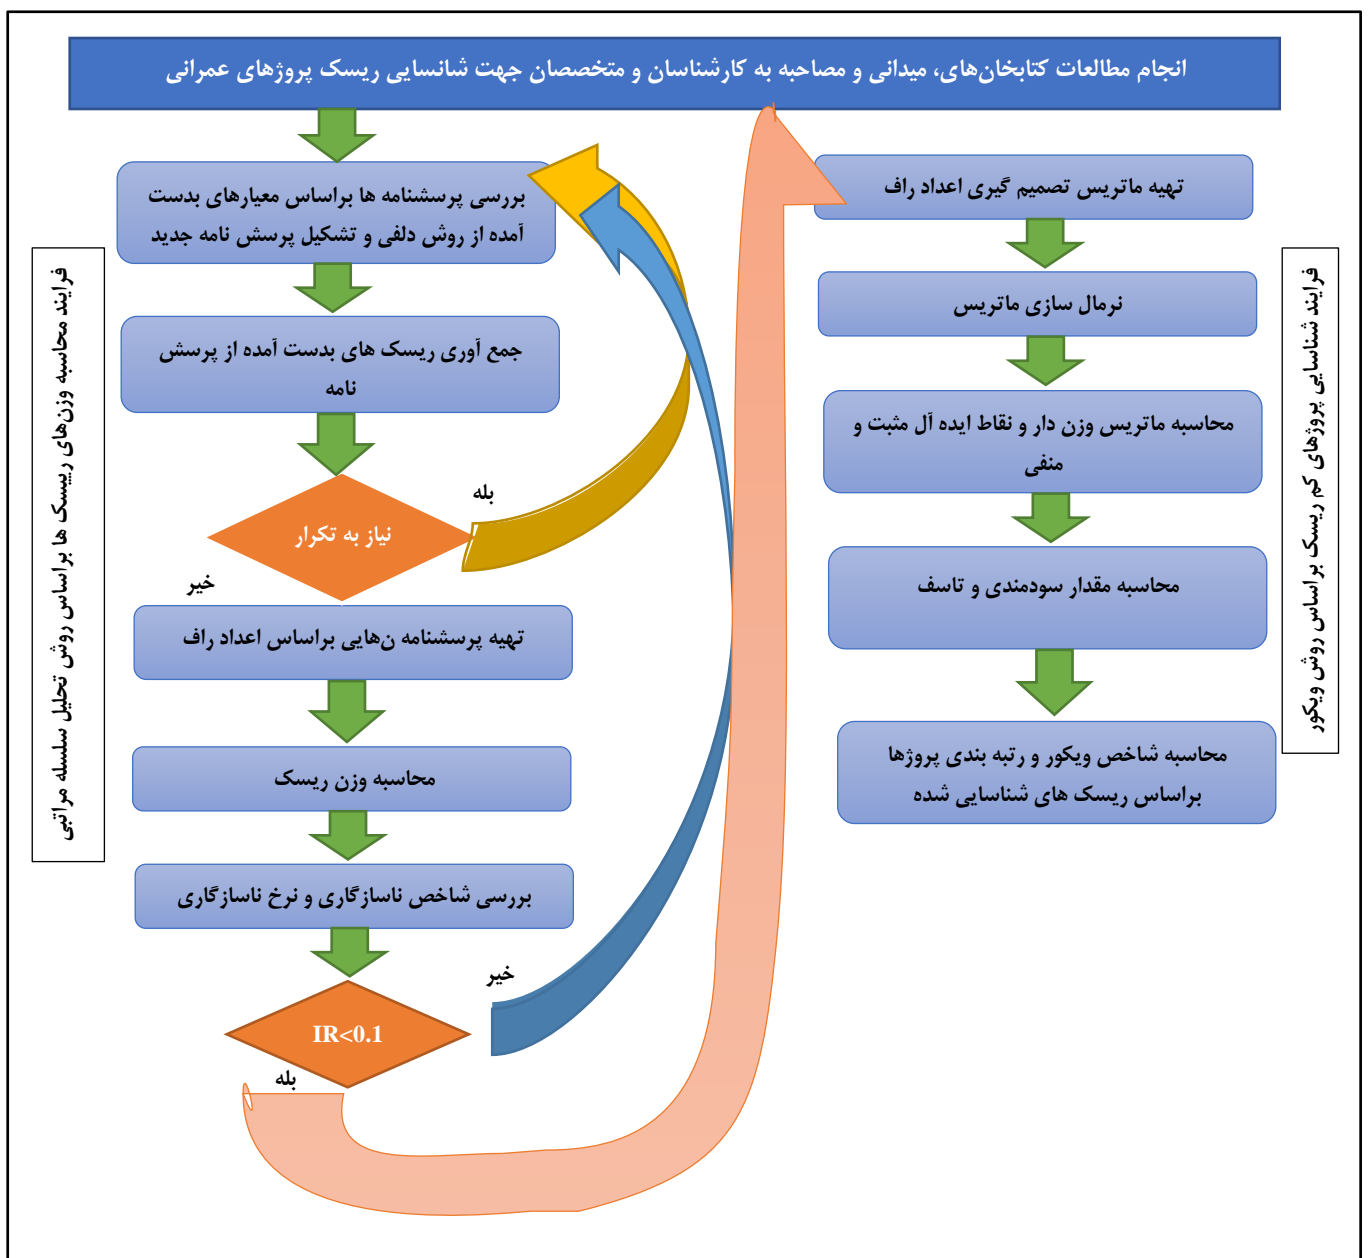 انجام مطالعات کتابخان‌های، میدانی و مصاحبه به کارشناسان و متخصصان جهت شانسایی ریسک پروژهای عمرانی
بررسی پرسشنامه ها براساس معیارهای بدست
آمده از روش دلفی و تشکیل پرسش نامه جدید
جمع آوری ریسک های بدست آمده از پرسش
نامه
نیاز به تکرار
بله
خیر
تهیه پرسشنامه ن‌هایی براساس اعداد راف
محاسبه وزن ریسک
بررسی شاخص ناسازگاری و نرخ ناسازگاری
IR<0.1
خیر
بله
فرایند محاسبه وزن‌های رییسک ها براساس روش تحلیل سلسله مراتبی
تهیه ماتریس تصمیم گیری اعداد راف
نرمال سازی ماتریس
محاسبه ماتریس وزن دار و نقاط ایده آل مثبت و
منفی
محاسبه مقدار سودمندی و تاسف
محاسبه شاخص ویکور و رتبه بندی پروژها
براساس ریسک های شناسایی شده
فرایند شناسایی پروژهای کم ریسک براساس روش ویکور